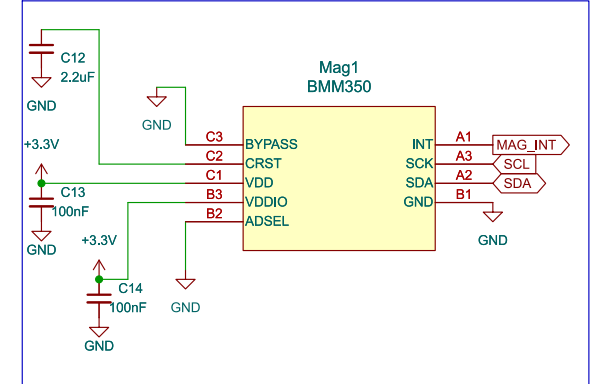 C12
2.2uF
GND
Mag1
BMM350
GND
+3.3V
C13
100nF
GND
+3.3V
C14
100nF
GND
GND
C3 BYPASS
C2 CRST
C1 VDD
B3 VDDIO
B2 ADSEL
INT A1 MAG_INT
SCK A3 SCL
SDA A2 SDA
GND B1
GND